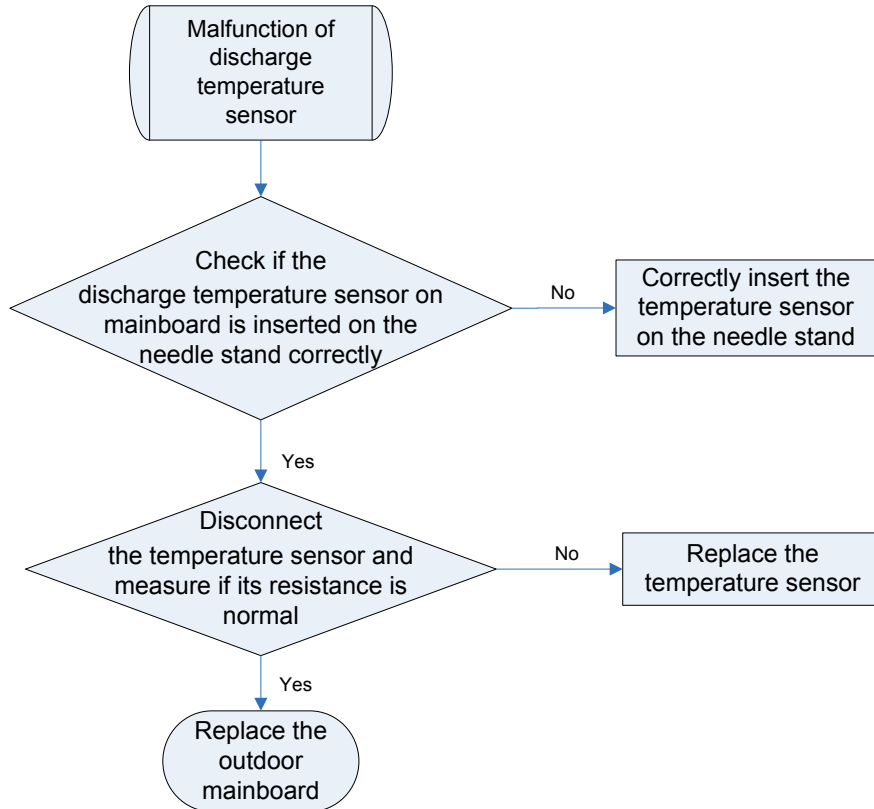 Malfunction of
discharge
temperature
sensor
Check if the
discharge temperature sensor on
mainboard is inserted on the
needle stand correctly
No
Correctly insert the
temperature sensor
on the needle stand
Yes
Disconnect
the temperature sensor and
measure if its resistance is
normal
No
Replace the
temperature sensor
Yes
Replace the
outdoor
mainboard